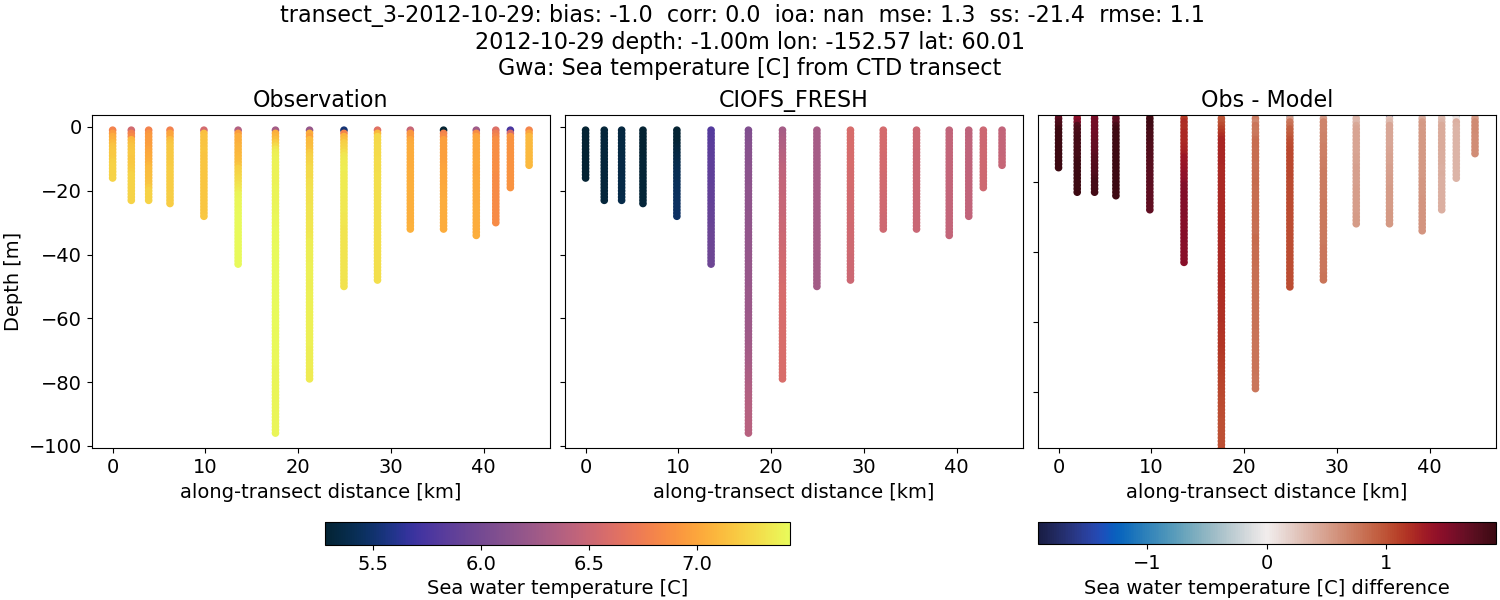 transect_3-2012-10-29: bias: -1.0  corr: 0.0  ioa: nan  mse: 1.3  ss: -21.4  rmse: 1.1
2012-10-29 depth: -1.00m lon: -152.57 lat: 60.01
Gwa: Sea temperature [C] from CTD transect
Observation
CIOFS_FRESH
Obs - Model
Depth [m]
0
−20
−40
−60
−80
−100
0 10 20 30 40
0 10 20 30 40
0 10 20 30 40
along-transect distance [km]
along-transect distance [km]
along-transect distance [km]
5.5 6.0 6.5 7.0
Sea water temperature [C]
−1 0 1
Sea water temperature [C] difference